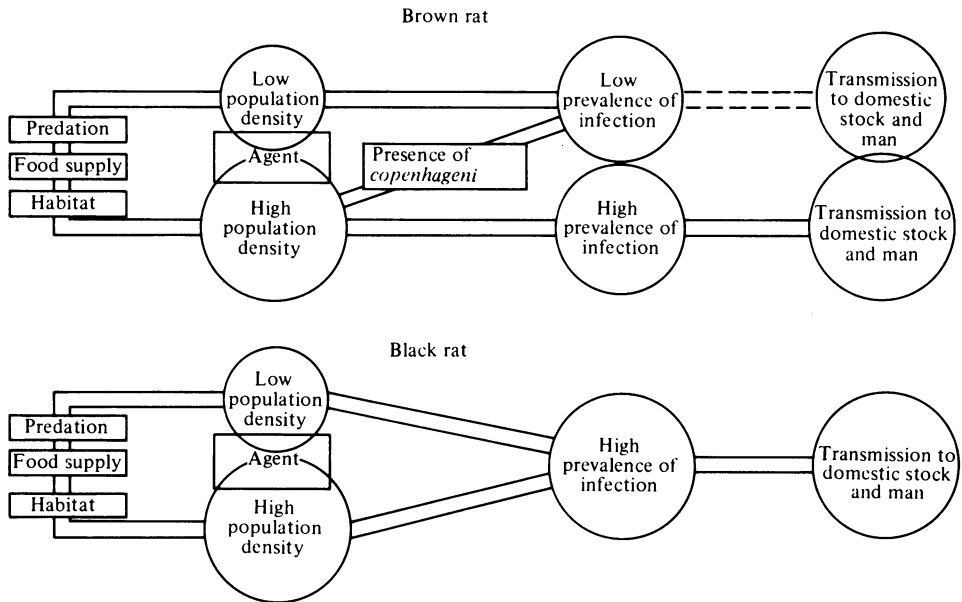 Brown rat
Predation
Food supply
Habitat
Low
population
density
Agent
High
population
density
Presence of
copenhageni
Low
prevalence of
infection
High
prevalence of
infection
Transmission
to domestic
stock and
man
Transmission to
domestic stock
and man
Black rat
Predation
Food supply
Habitat
Low
population
density
Agent
High
population
density
High
prevalence of
infection
Transmission to
domestic stock
and man